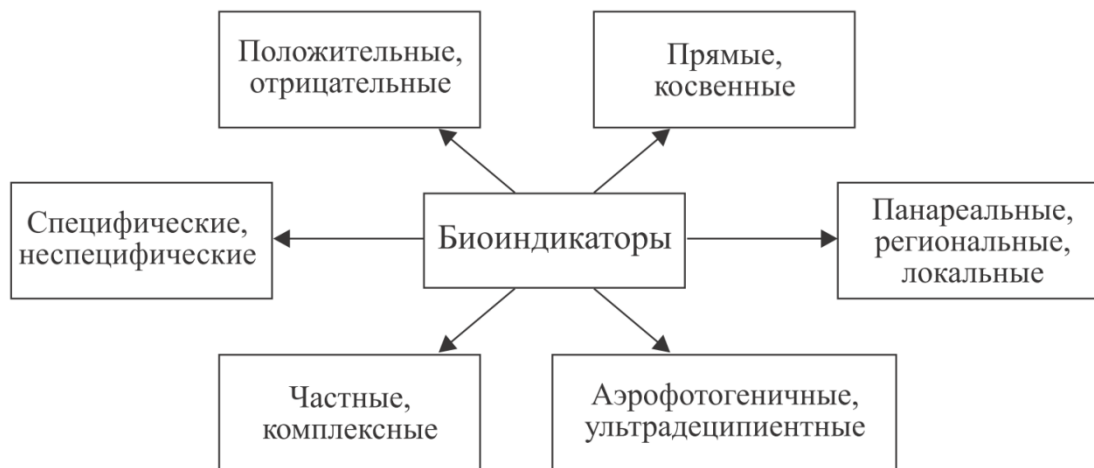 Положительные,
отрицательные
Прямые,
косвенные
Специфические,
неспецифические
Биоиндикаторы
Панареальные,
региональные,
локальные
Частные,
комплексные
Аэрофотогеничные,
ультрадеципиентные